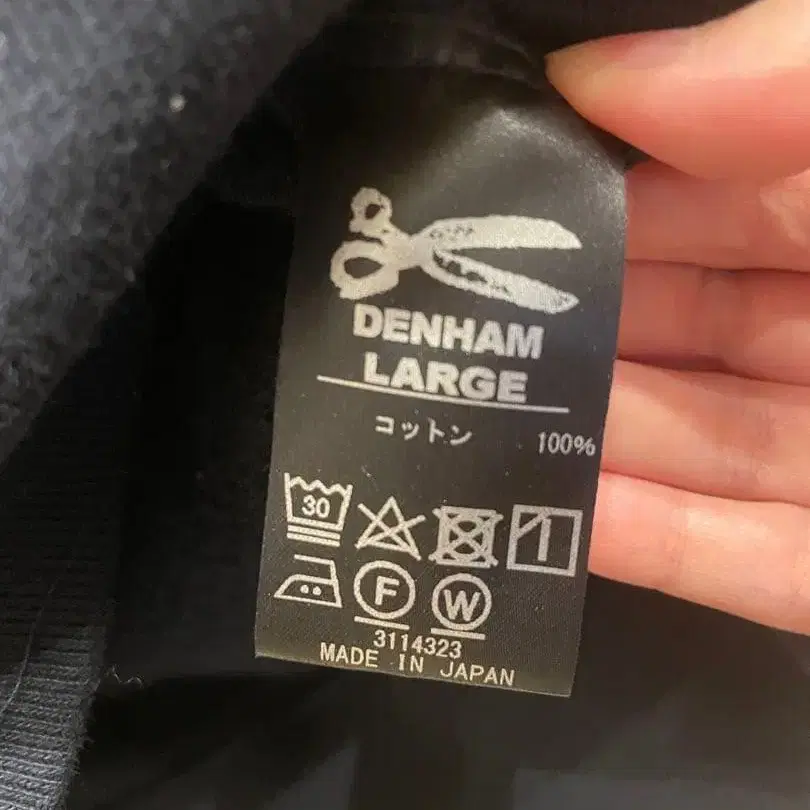 DENHAM
LARGE
コットン 100%
30
F W
3114323
MADE IN JAPAN